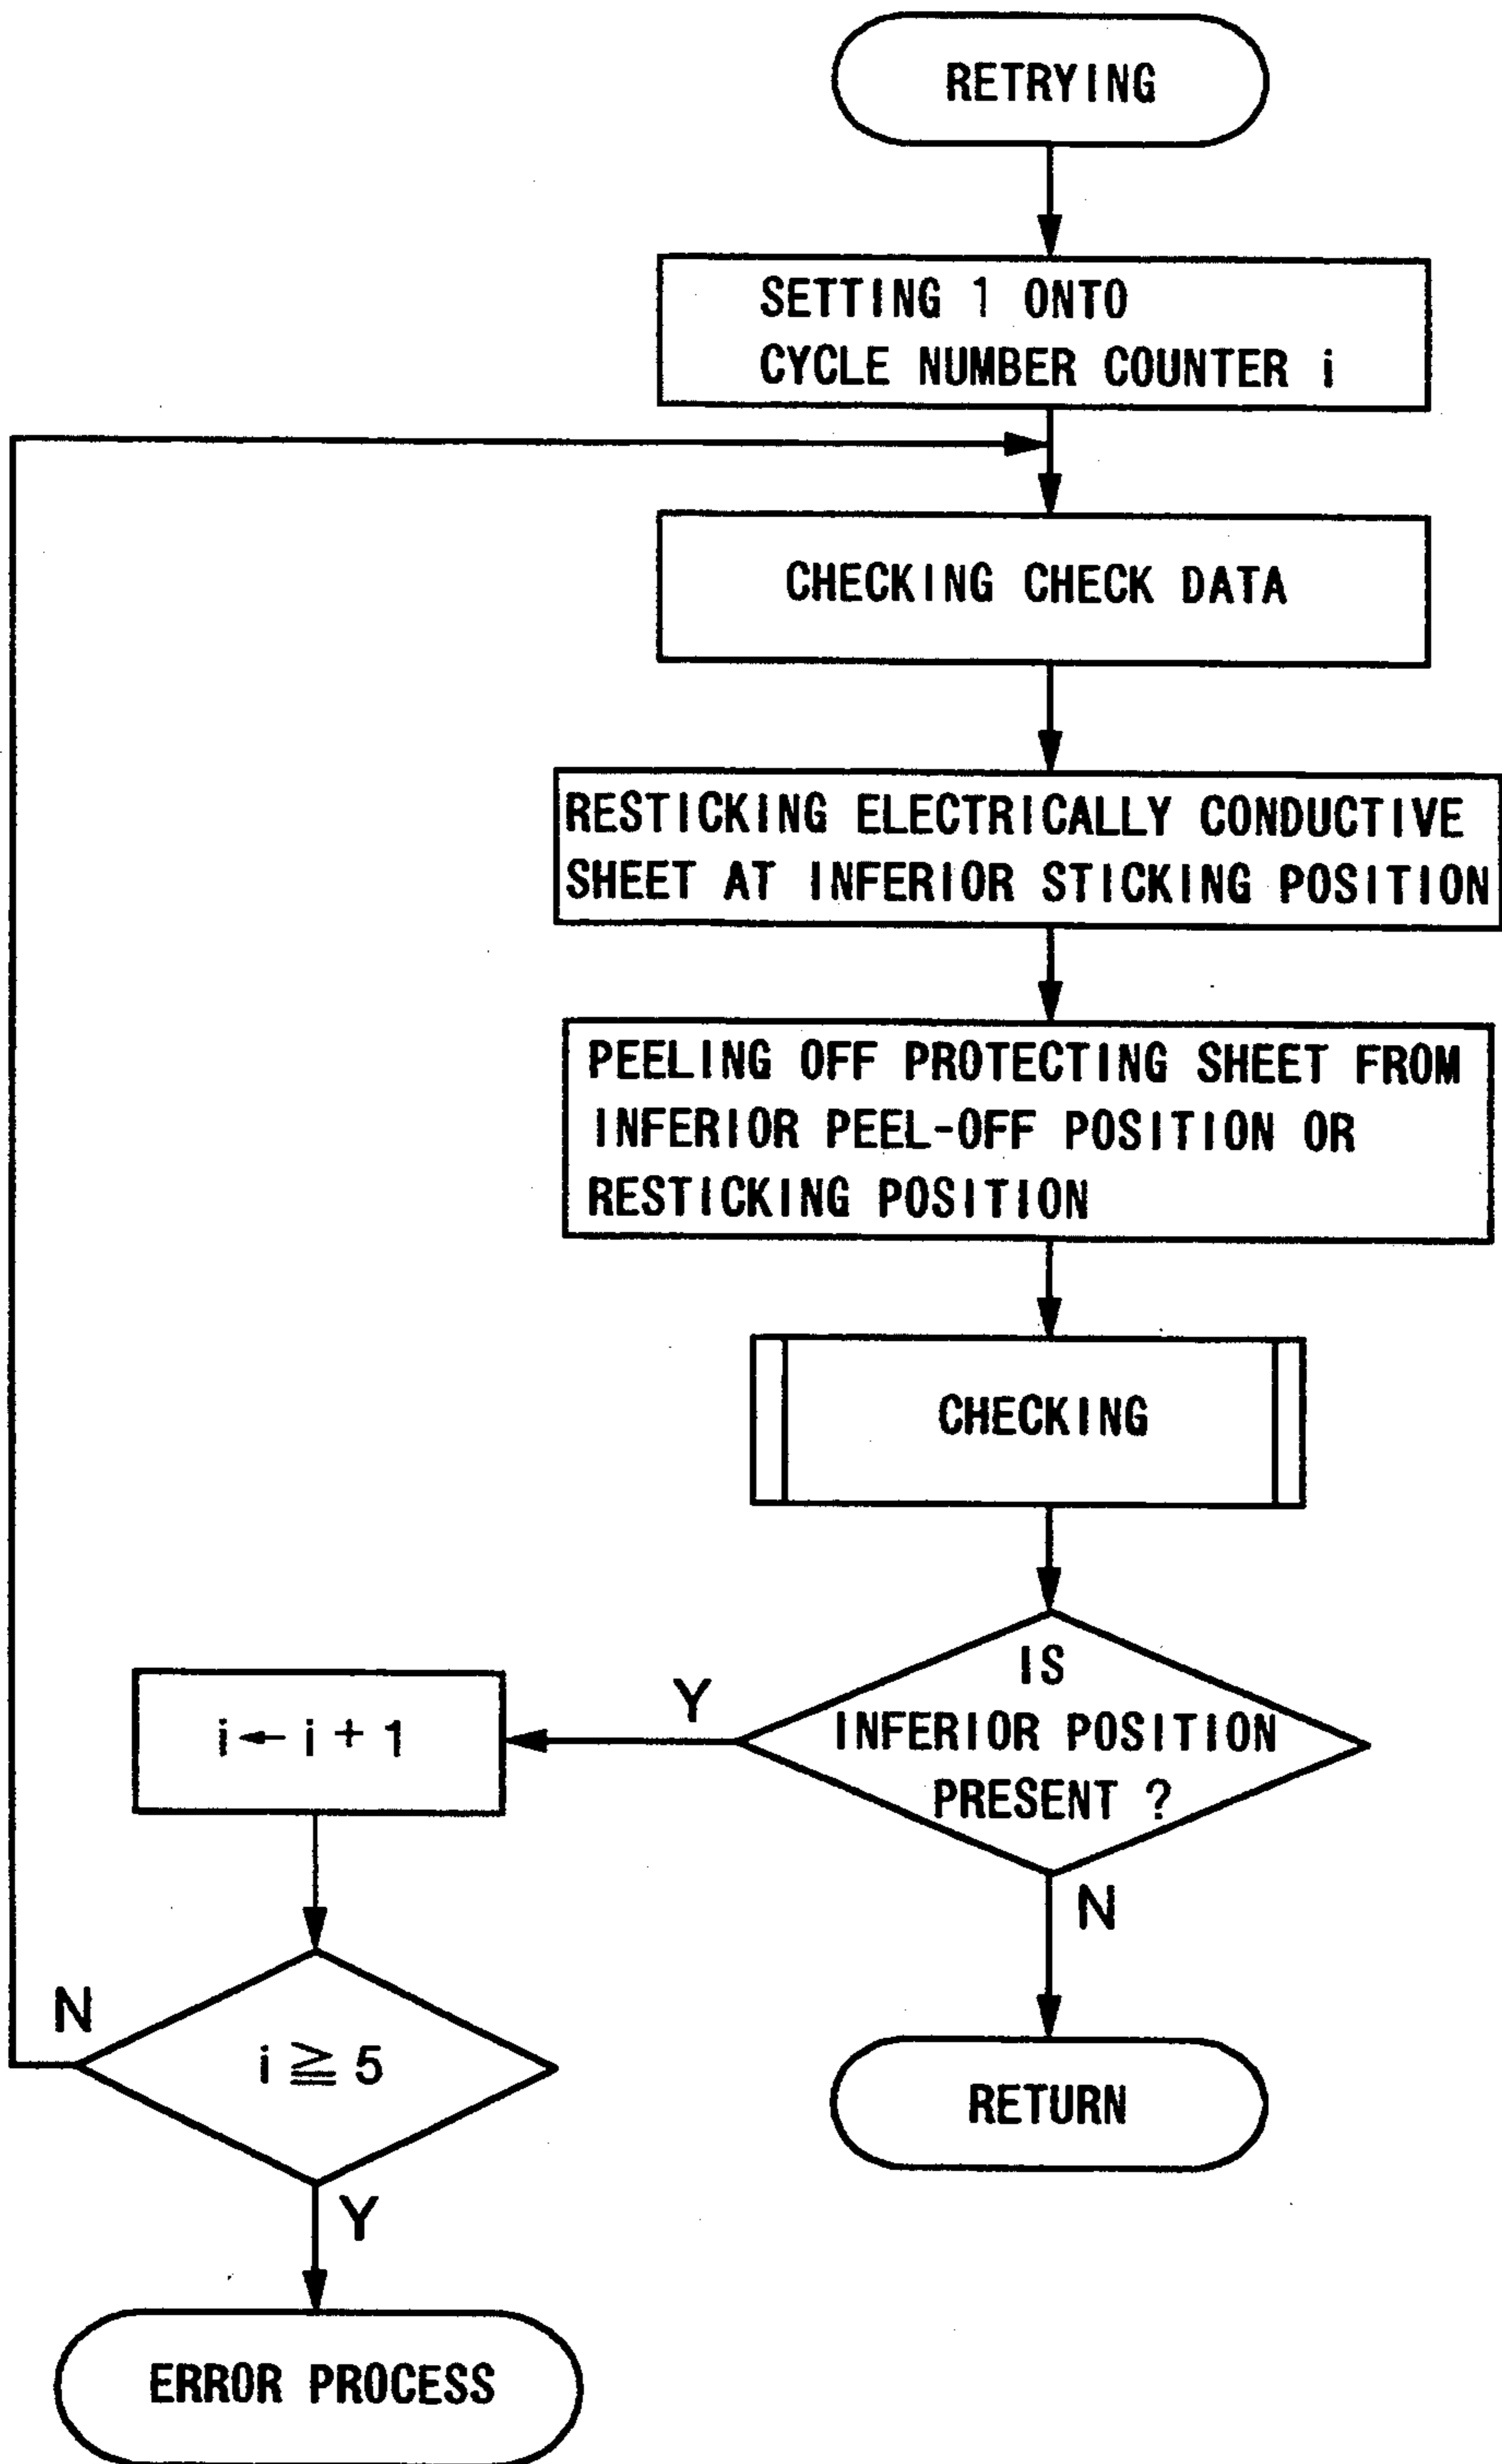 RETRYING
SETTING 1 ONTO
CYCLE NUMBER COUNTER i
CHECKING CHECK DATA
RESTICKING ELECTRICALLY CONDUCTIVE
SHEET AT INFERIOR STICKING POSITION
PEELING OFF PROTECTING SHEET FROM
INFERIOR PEEL-OFF POSITION OR
RESTICKING POSITION
CHECKING
IS
INFERIOR POSITION
PRESENT ?
Y
i ← i + 1
N
RETURN
N
i ≧ 5
Y
ERROR PROCESS